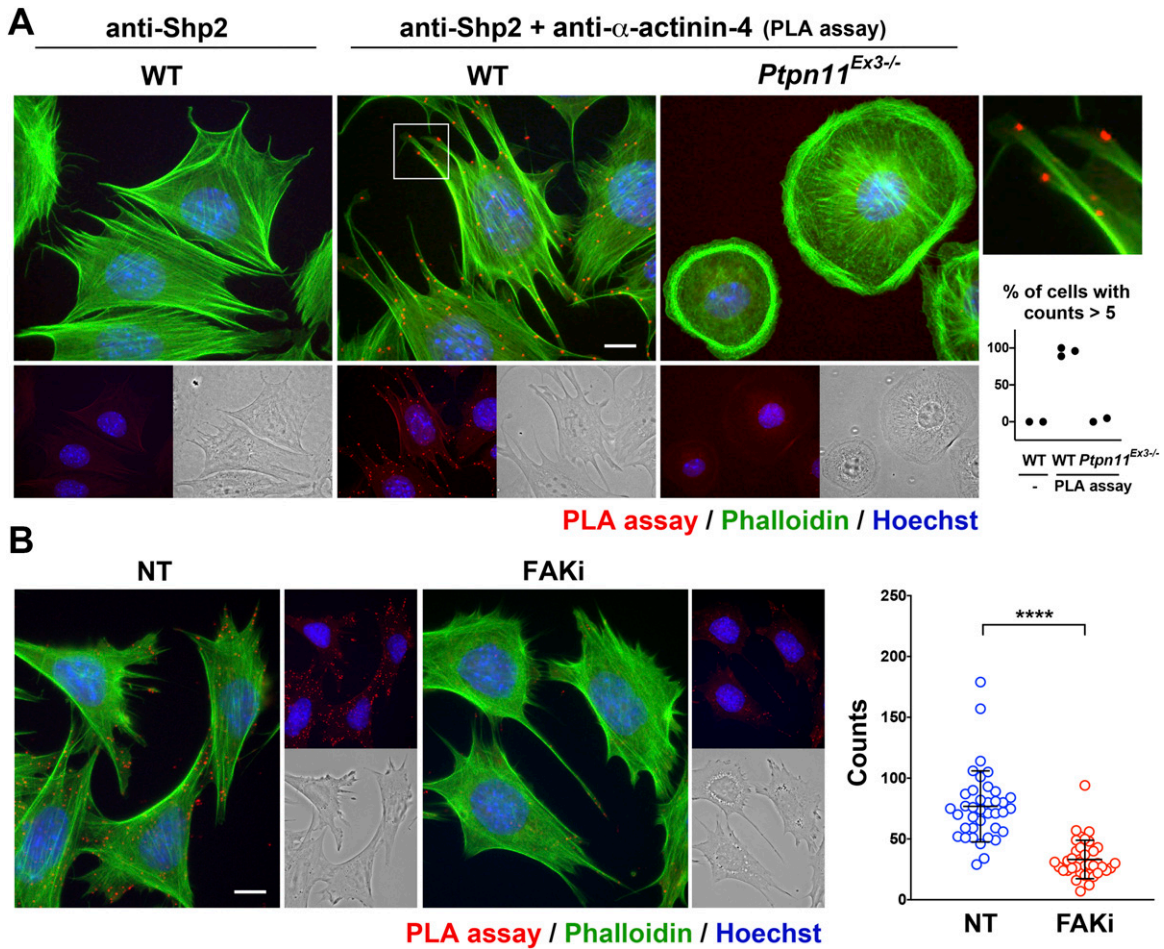 A
anti-Shp2
anti-Shp2 + anti-α-actinin-4 (PLA assay)
WT
WT
Ptpn11Ex3-/-
% of cells with
counts > 5
100
50
0
WT WT Ptpn11Ex3-/-
- PLA assay
PLA assay / Phalloidin / Hoechst
B
NT
FAKi
250
200
150
100
50
0
Counts
****
NT FAKi
PLA assay / Phalloidin / Hoechst